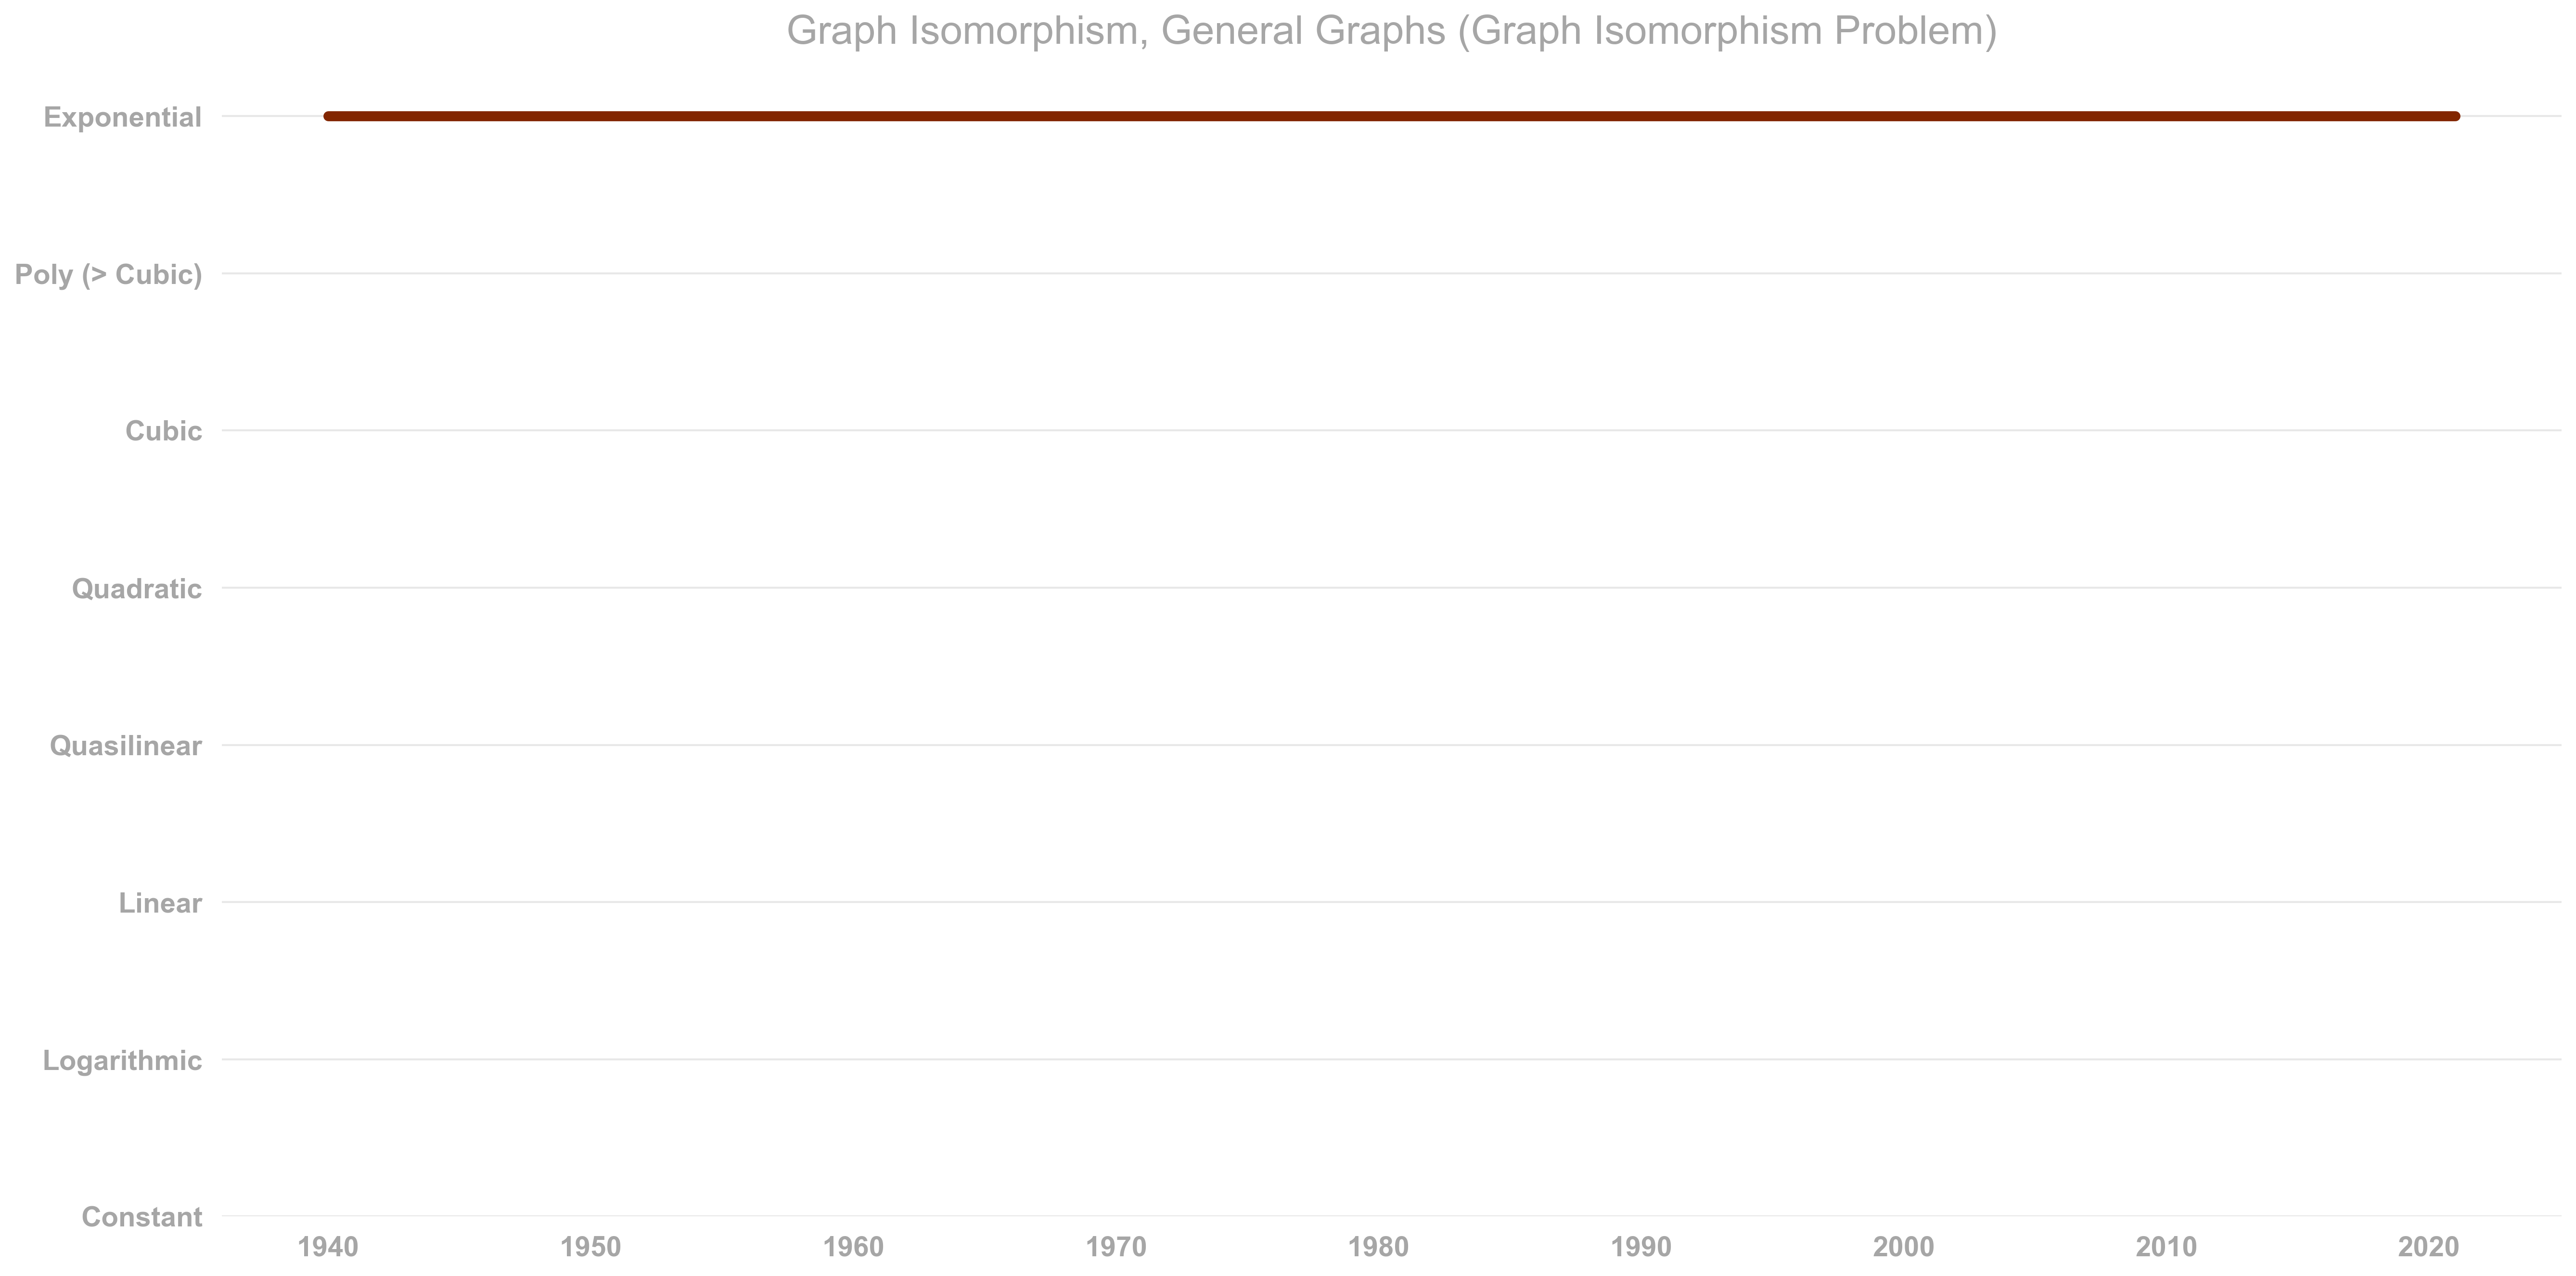 Graph Isomorphism, General Graphs (Graph Isomorphism Problem)
Exponential
Poly (> Cubic)
Cubic
Quadratic
Quasilinear
Linear
Logarithmic
Constant
1940 1950 1960 1970 1980 1990 2000 2010 2020